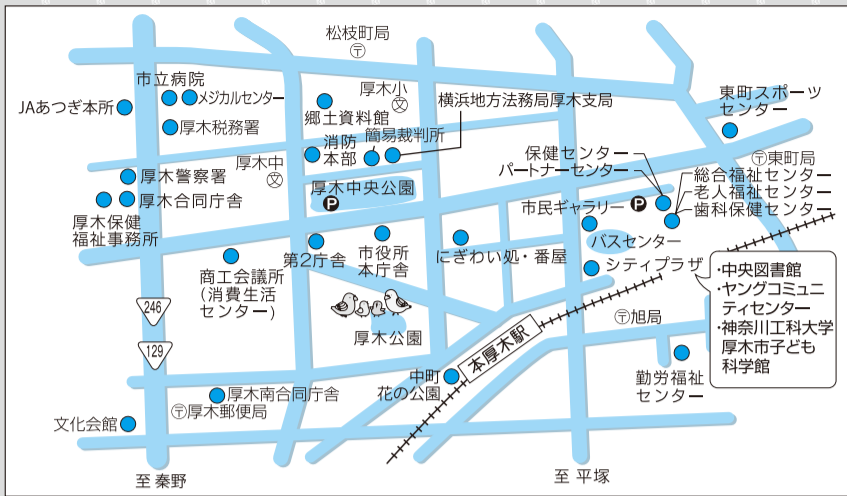 松枝町局
〒
市立病院
メジカルセンター
JAあつぎ本所
厚木税務署
厚木小
文
郷土資料館
横浜地方法務局厚木支局
東町スポーツ
センター
消防
本部
簡易裁判所
厚木中
文
保健センター
パートナーセンター
〒東町局
総合福祉センター
老人福祉センター
歯科保健センター
厚木警察署
厚木合同庁舎
厚木保健
福祉事務所
厚木中央公園
P
市民ギャラリー
P
バスセンター
第2庁舎
市役所
本庁舎
にぎわい処・番屋
シティプラザ
・中央図書館
・ヤングコミュニ
ティセンター
・神奈川工科大学
厚木市子ども
科学館
商工会議所
(消費生活
センター)
246
129
厚木公園
本厚木駅
〒旭局
勤労福祉
センター
中町
花の公園
厚木南合同庁舎
〒厚木郵便局
文化会館
至 秦野
至 平塚